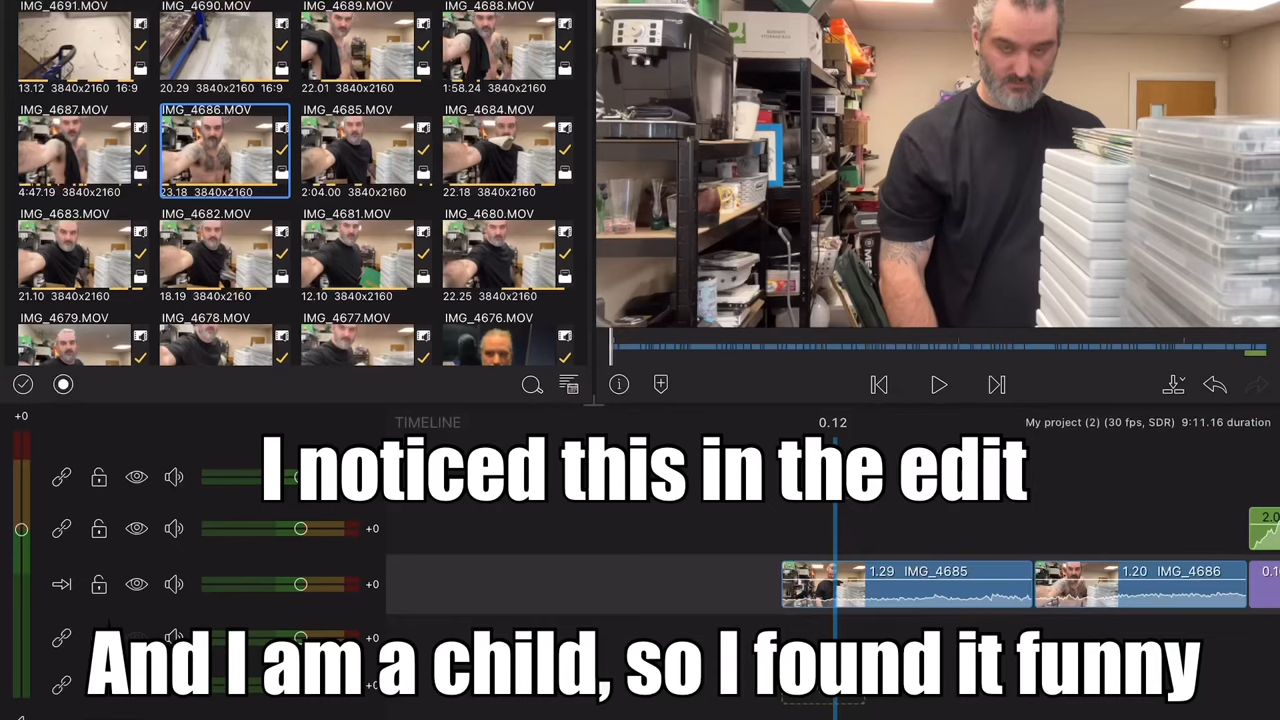 IMG_4691.MOV IMG_4690.MOV IMG_4689.MOV IMG_4688.MOV
13.12 3840x2160 16:9 20.29 3840x2160 16:9 22.01 3840x2160 1:58.24 3840x2160
IMG_4687.MOV IMG_4686.MOV IMG_4685.MOV IMG_4684.MOV
4:47.19 3840x2160 23.18 3840x2160 2:04.00 3840x2160 22.18 3840x2160
IMG_4683.MOV IMG_4682.MOV IMG_4681.MOV IMG_4680.MOV
21.10 3840x2160 18.19 3840x2160 12.10 3840x2160 22.25 3840x2160
IMG_4679.MOV IMG_4678.MOV IMG_4677.MOV IMG_4676.MOV
+0
TIMELINE 0.12 My project (2) (30 fps, SDR) 9:11.16 duration
I noticed this in the edit
+0
2.0
+0
1.29 IMG_4685 1.20 IMG_4686 0.1
+0
And I am a child, so I found it funny